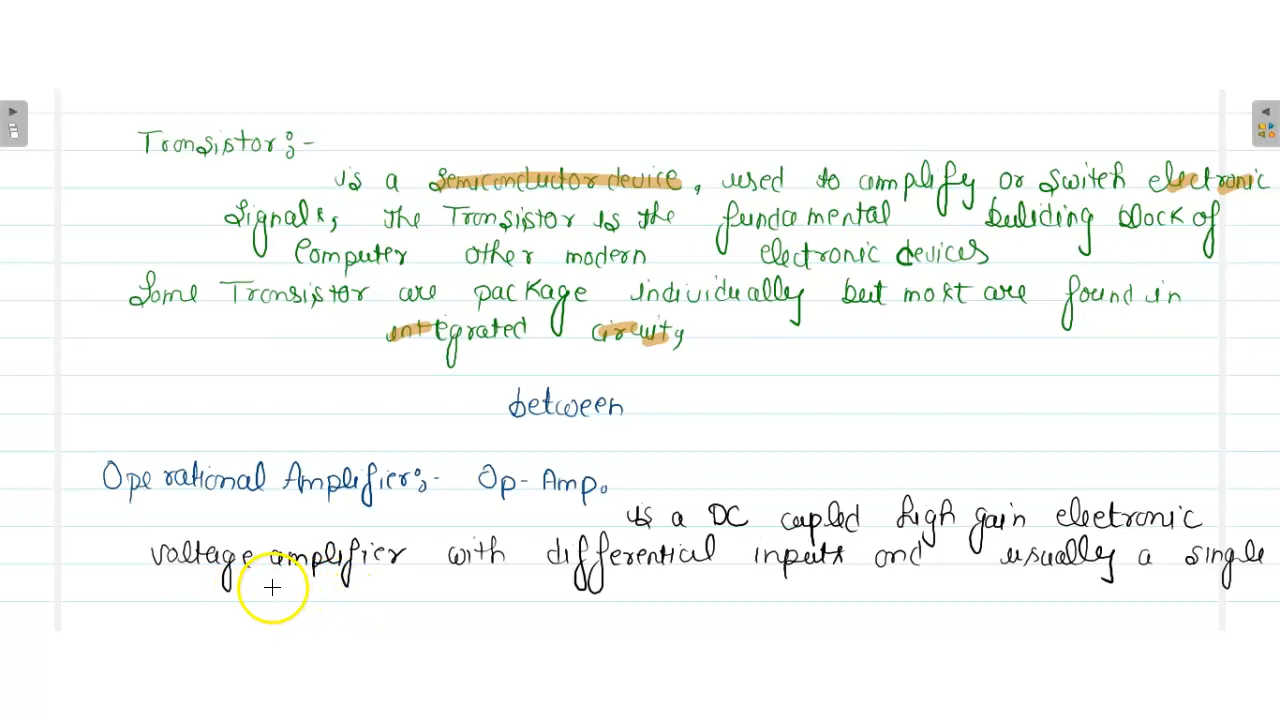 Transistor:-
is a semiconductor device, used to amplify or switch electronic
signals, the Transistor is the fundamental buliding block of
Computer other modern electronic devices
Some Transistor are package individually but most are found in
integrated circuity
between
Operational Amplifier:- Op-Amp.
is a DC coupled high gain electronic
voltage amplifier with differential inputs and usually a single